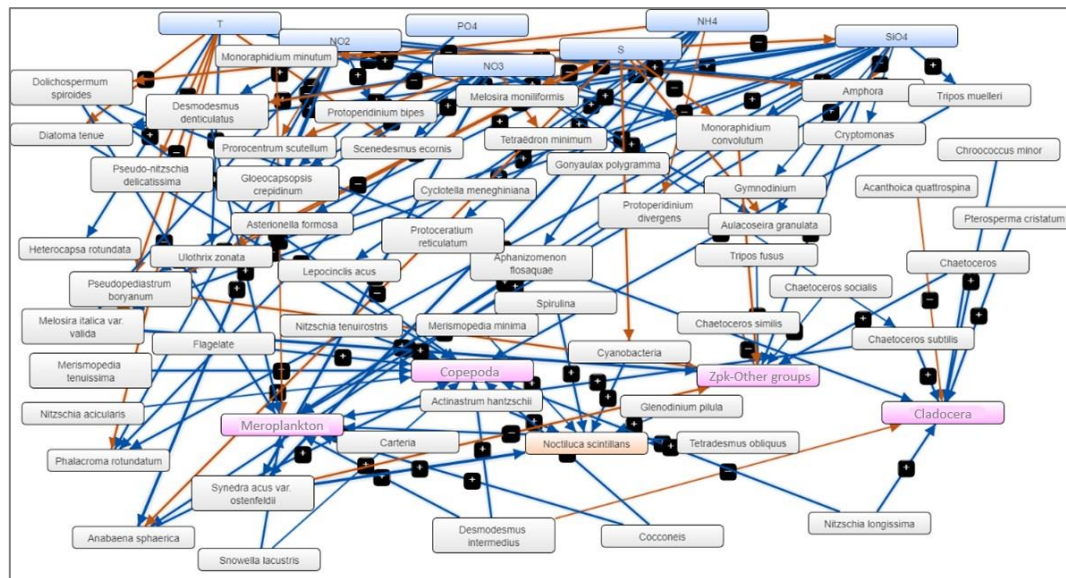 T
PO4
NH4
NO2
S
SiO4
Monoraphidium minutum
NO3
Dolichospermum
spiroides
Desmodesmus
denticulatus
Protoperidinium bipes
Melosira moniliformis
Amphora
Tripos muelleri
Diatoma tenue
Prorocentrum scutellum
Scenedesmus ecornis
Tetraëdron minimum
Monoraphidium
convolutum
Cryptomonas
Chroococcus minor
Pseudo-nitzschia
delicatissima
Gloeocapsopsis
crepidinum
Cyclotella meneghiniana
Gonyaulax polygramma
Gymnodinium
Acanthoica quattrospina
Asterionella formosa
Protoceratium
reticulatum
Protoperidinium
divergens
Aulacoseira granulata
Pterosperma cristatum
Heterocapsa rotundata
Ulothrix zonata
Lepocinclis acus
Aphanizomenon
flosaquae
Tripos fusus
Chaetoceros
Pseudopediastrum
boryanum
Spirulina
Chaetoceros socialis
Melosira italica var.
valida
Flagelate
Nitzschia tenuirostris
Merismopedia minima
Chaetoceros similis
Chaetoceros subtilis
Merismopedia
tenuissima
Copepoda
Cyanobacteria
Zpk-Other groups
Nitzschia acicularis
Meroplankton
Actinastrum hantzschii
Glenodinium pilula
Cladocera
Phalacroma rotundatum
Carteria
Noctiluca scintillans
Tetradesmus obliquus
Synedra acus var.
ostenfeldii
Anabaena sphaerica
Snowella lacustris
Desmodesmus
intermedius
Cocconeis
Nitzschia longissima